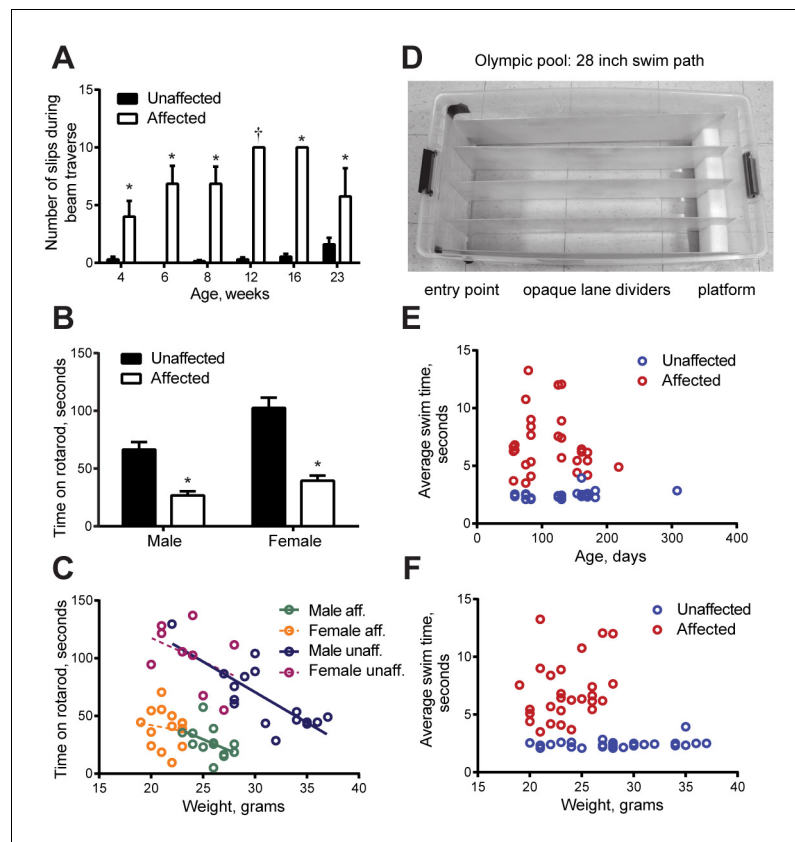 A
Unaffected
Affected
Number of slips during
beam traverse
15
10
5
0
*
*
*
†
*
*
4 6 8 12 16 23
Age, weeks
B
Unaffected
Affected
Time on rotarod, seconds
150
100
50
0
*
*
Male Female
C
Male aff.
Female aff.
Male unaff.
Female unaff.
Time on rotarod, seconds
150
100
50
0
15 20 25 30 35 40
Weight, grams
D
Olympic pool: 28 inch swim path
entry point opaque lane dividers platform
E
Unaffected
Affected
Average swim time,
seconds
15
10
5
0
0 100 200 300 400
Age, days
F
Unaffected
Affected
Average swim time,
seconds
15
10
5
0
15 20 25 30 35 40
Weight, grams